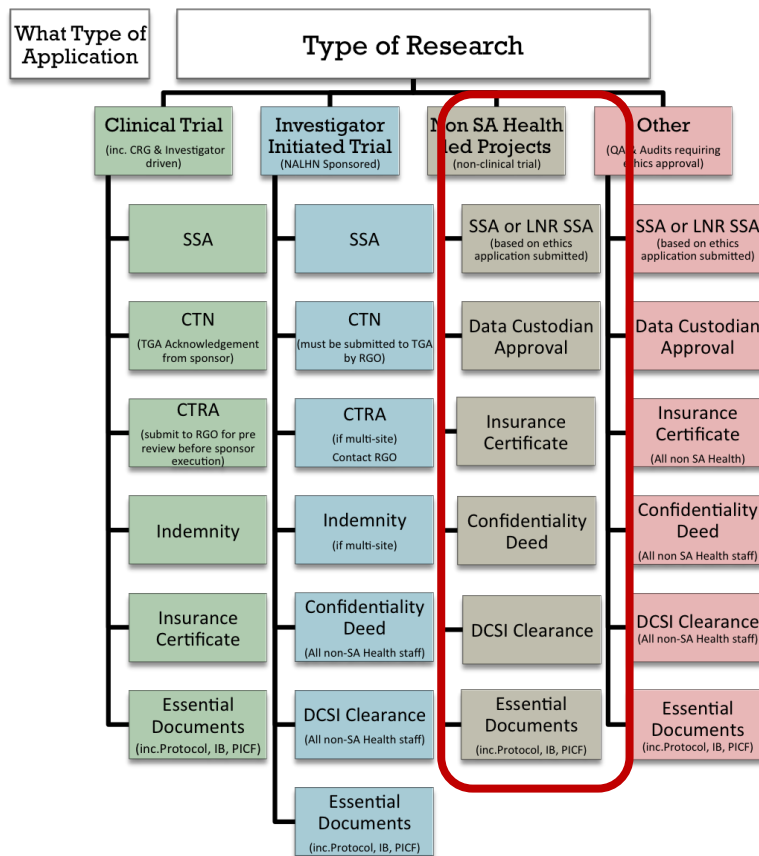 What Type of
Application
Type of Research
Clinical Trial
(inc. CRG & Investigator
driven)
SSA
CTN
(TGA Acknowledgement
from sponsor)
CTRA
(submit to RGO for pre
review before sponsor
execution)
Indemnity
Insurance
Certificate
Essential
Documents
(inc.Protocol, IB, PICF)
Investigator
Initiated Trial
(NALHN Sponsored)
SSA
CTN
(must be submitted to TGA
by RGO)
CTRA
(if multi-site)
Contact RGO
Indemnity
(if multi-site)
Confidentiality
Deed
(All non-SA Health staff)
DCSI Clearance
(All non-SA Health staff)
Essential
Documents
(inc.Protocol, IB, PICF)
Non SA Health
led Projects
(non-clinical trial)
SSA or LNR SSA
(based on ethics
application submitted)
Data Custodian
Approval
Insurance
Certificate
Confidentiality
Deed
DCSI Clearance
Essential
Documents
(inc.Protocol, IB, PICF)
Other
(QA & Audits requiring
ethics approval)
SSA or LNR SSA
(based on ethics
application submitted)
Data Custodian
Approval
Insurance
Certificate
(All non SA Health)
Confidentiality
Deed
(All non SA Health staff)
DCSI Clearance
(All non-SA Health staff)
Essential
Documents
(inc.Protocol, IB, PICF)